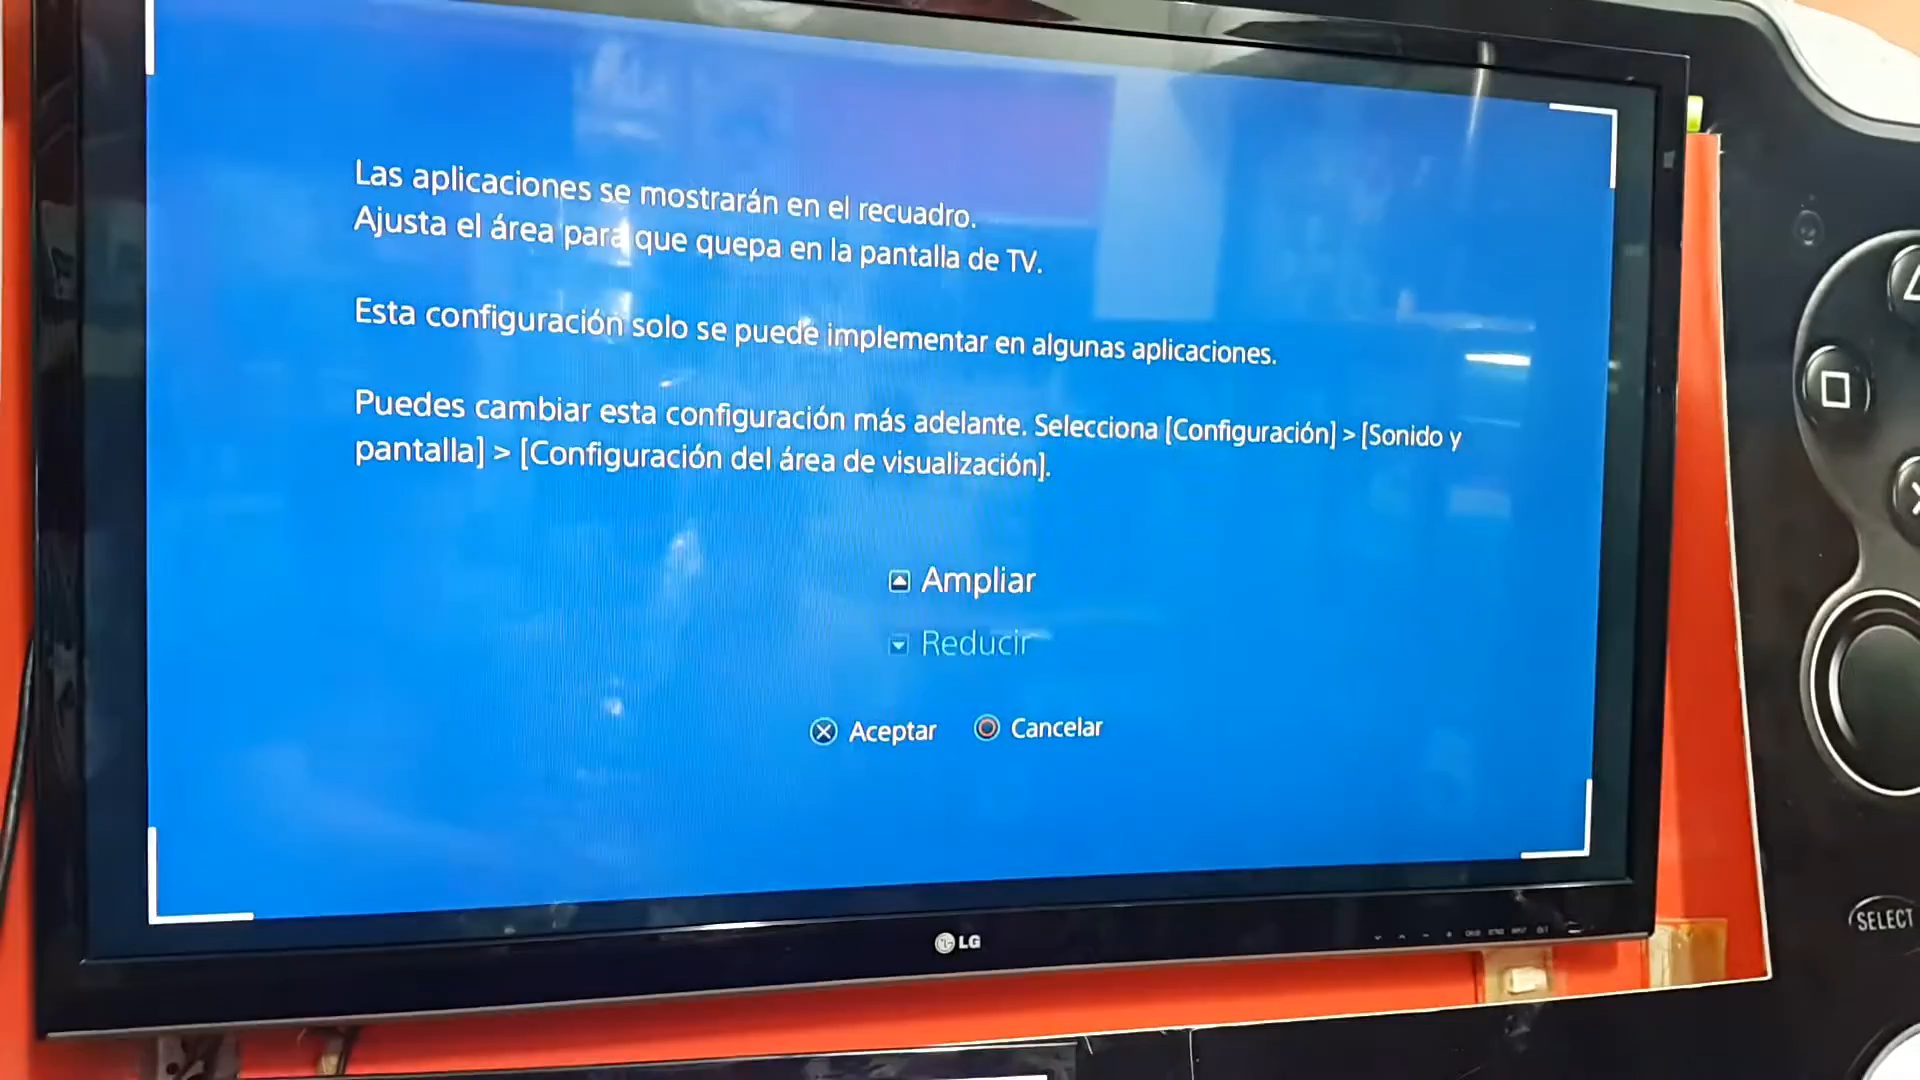 Las aplicaciones se mostrarán en el recuadro.
Ajusta el área para que quepa en la pantalla de TV.
Esta configuración solo se puede implementar en algunas aplicaciones.
Puedes cambiar esta configuración más adelante. Selecciona [Configuración] > [Sonido y
pantalla] > [Configuración del área de visualización].
Ampliar
Reducir
Aceptar
Cancelar
LG
SELECT